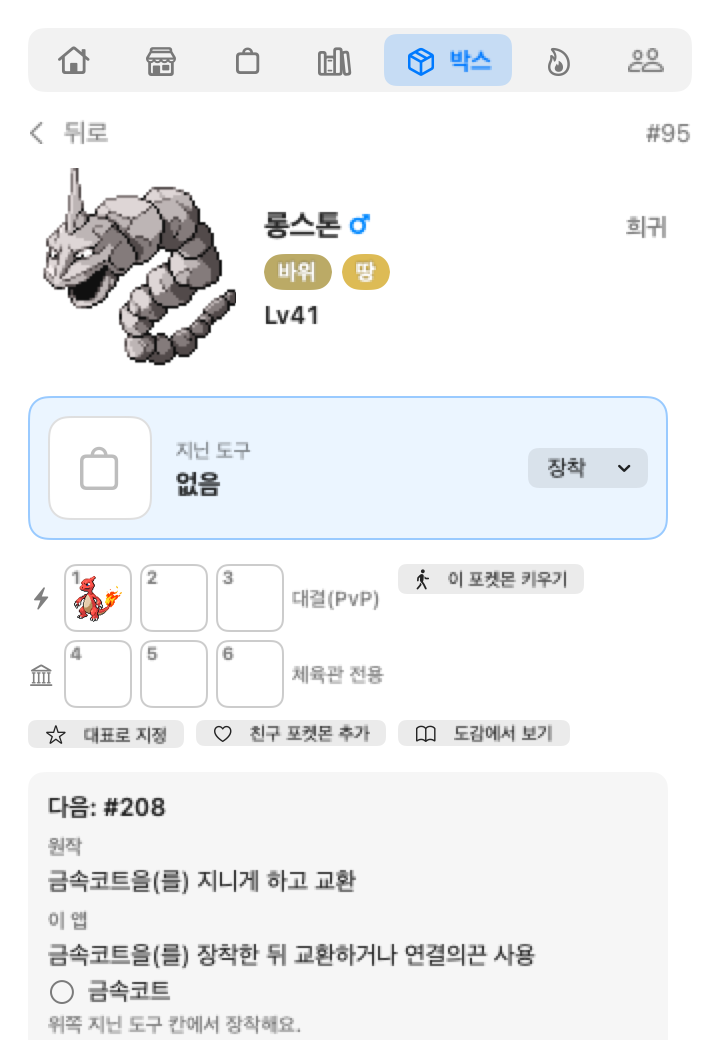 박스
뒤로
#95
롱스톤 ♂
희귀
바위 땅
Lv41
지닌 도구
없음
장착
1 2 3 대결(PvP)
이 포켓몬 키우기
4 5 6 체육관 전용
대표로 지정 친구 포켓몬 추가 도감에서 보기
다음: #208
원작
금속코트을(를) 지니게 하고 교환
이 앱
금속코트을(를) 장착한 뒤 교환하거나 연결의끈 사용
금속코트
위쪽 지닌 도구 칸에서 장착해요.